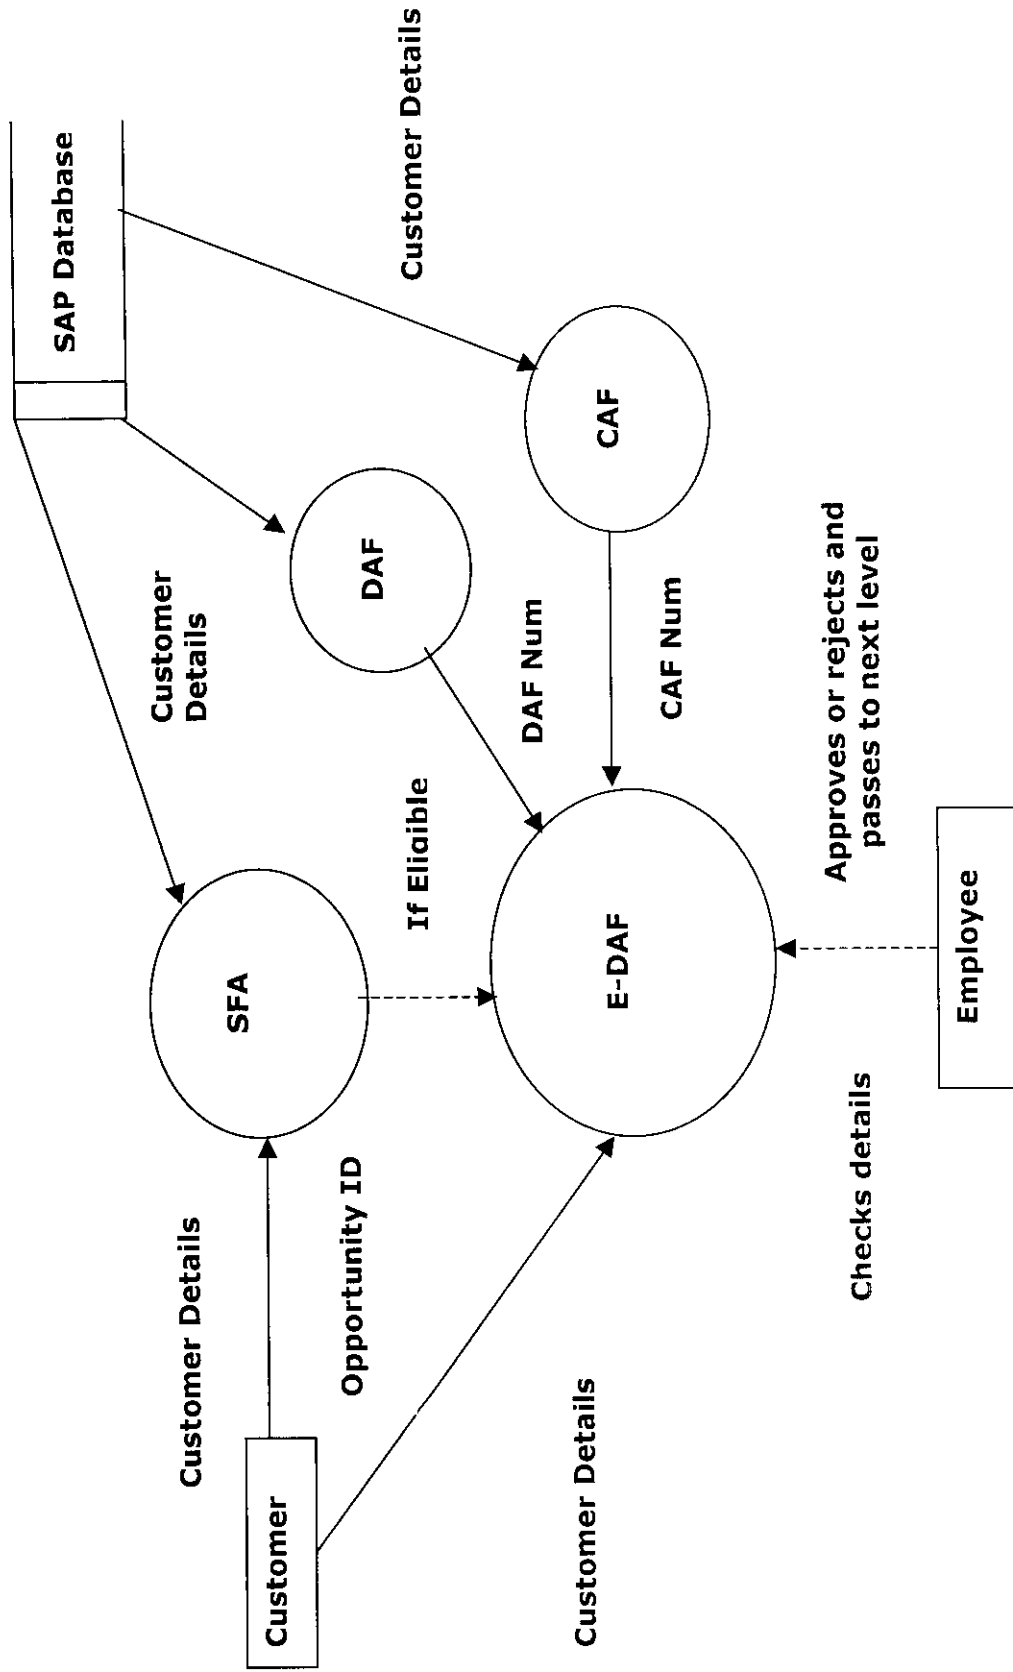 SAP Database
Customer Details
Customer
Details
DAF
CAF
SFA
If Eliaible
DAF Num
CAF Num
Customer Details
Opportunity ID
E-DAF
Approves or rejects and
passes to next level
Customer
Customer Details
Checks details
Employee